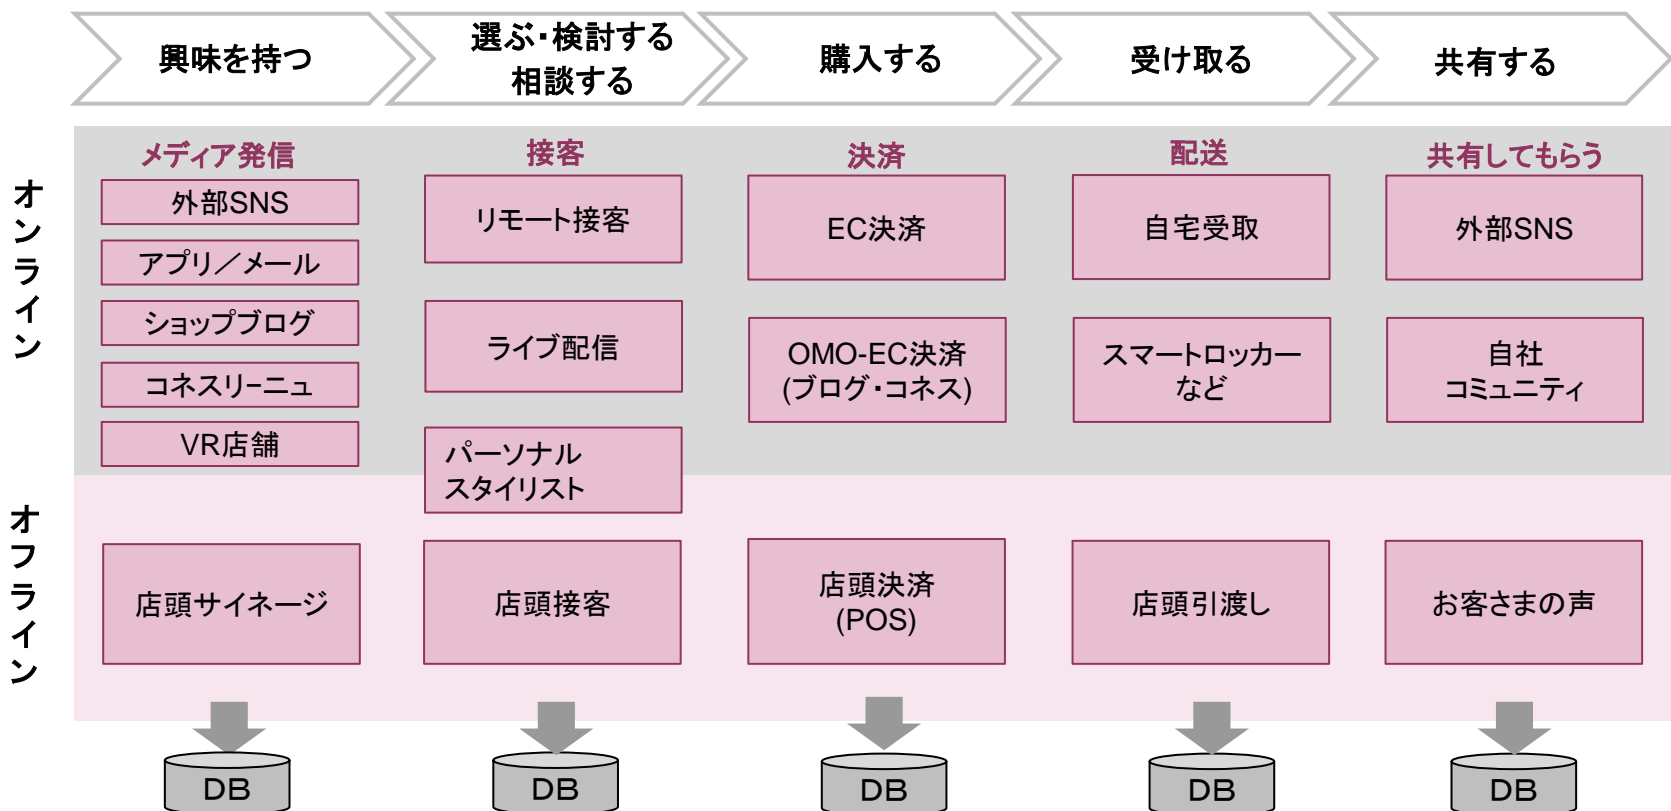 興味を持つ
選ぶ・検討する
相談する
購入する
受け取る
共有する
オンライン
メディア発信
外部SNS
アプリ／メール
ショップブログ
コネスリーニュ
VR店舗
接客
リモート接客
ライブ配信
パーソナル
スタイリスト
決済
EC決済
OMO-EC決済
(ブログ・コネス)
配送
自宅受取
スマートロッカー
など
共有してもらう
外部SNS
自社
コミュニティ
オフライン
店頭サイネージ
店頭接客
店頭決済
(POS)
店頭引渡し
お客さまの声
DB
DB
DB
DB
DB